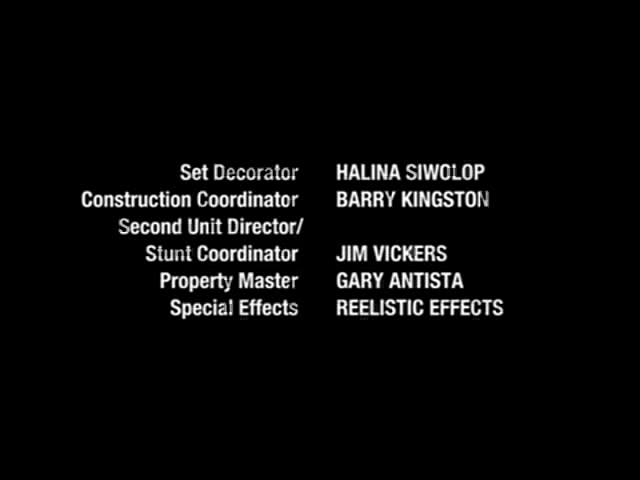 Set Decorator HALINA SIWOLOP
Construction Coordinator BARRY KINGSTON
Second Unit Director/
Stunt Coordinator JIM VICKERS
Property Master GARY ANTISTA
Special Effects REELISTIC EFFECTS